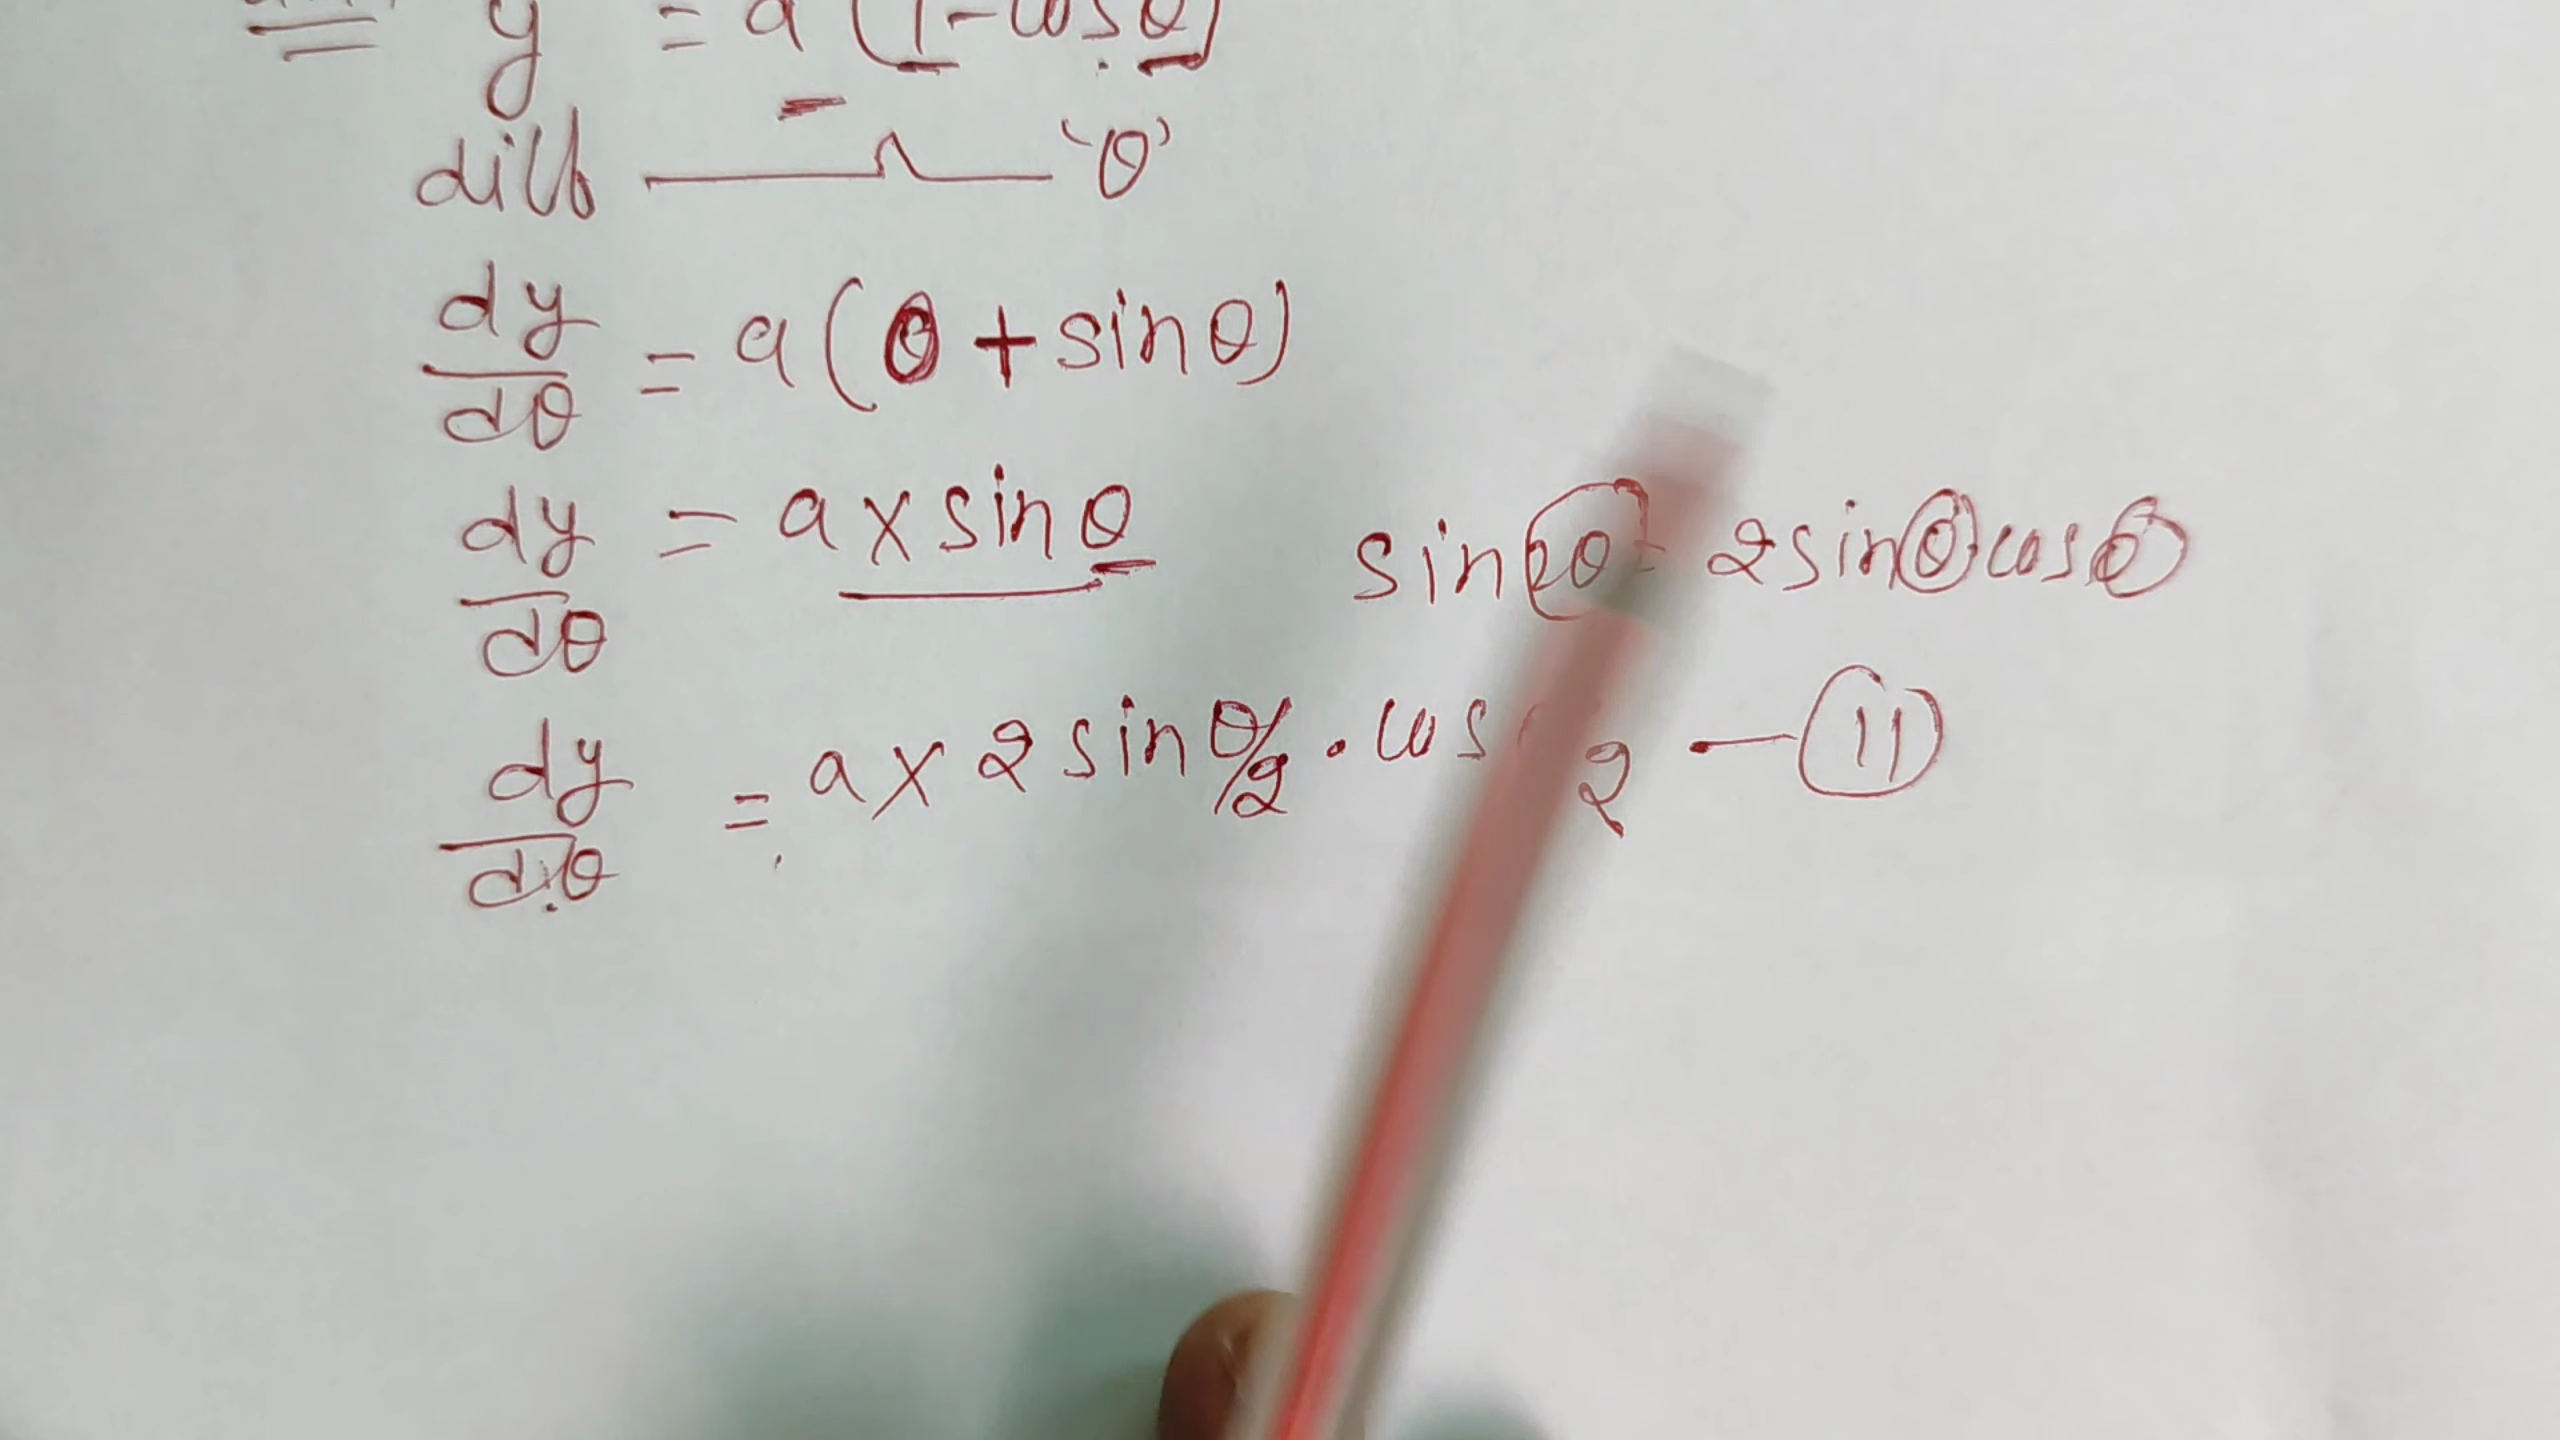 y = a (1 - cosθ)
diff ———— 'θ'
dy/dθ = a (θ + sinθ)
dy/dθ = a x sinθ
sin2θ = 2sinθ cosθ
dy/dθ = a x 2 sinθ/2 . cos 2 — (11)